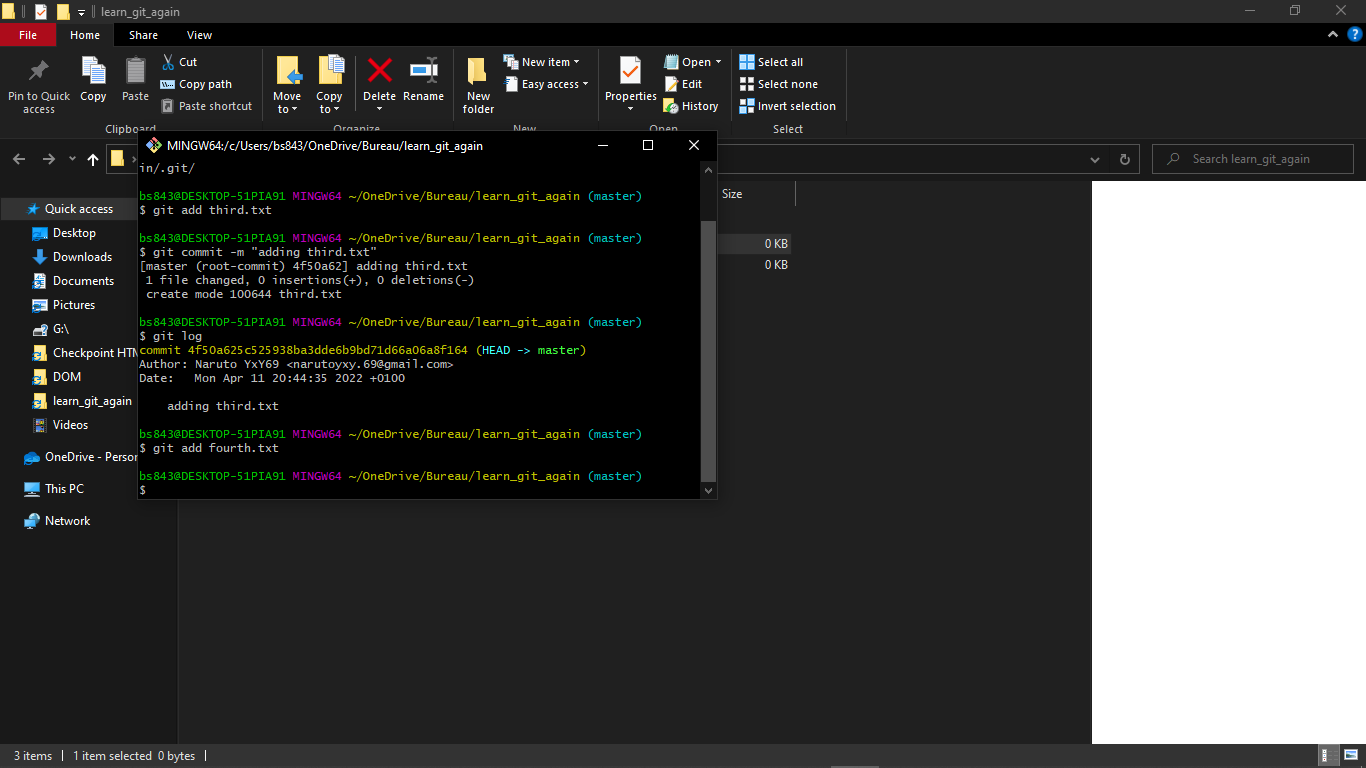 learn_git_again
File Home Share View
Pin to Quick access
Copy
Paste
Cut
Copy path
Paste shortcut
Clipboard
Move to
Copy to
Delete
Rename
Organize
New folder
New item
Easy access
New
Properties
Open
Edit
History
Open
Select all
Select none
Invert selection
Select
Search learn_git_again
MINGW64:/c/Users/bs843/OneDrive/Bureau/learn_git_again
in/.git/
bs843@DESKTOP-51PIA91 MINGW64 ~/OneDrive/Bureau/learn_git_again (master)
$ git add third.txt
bs843@DESKTOP-51PIA91 MINGW64 ~/OneDrive/Bureau/learn_git_again (master)
$ git commit -m "adding third.txt"
[master (root-commit) 4f50a62] adding third.txt
1 file changed, 0 insertions(+), 0 deletions(-)
create mode 100644 third.txt
bs843@DESKTOP-51PIA91 MINGW64 ~/OneDrive/Bureau/learn_git_again (master)
$ git log
commit 4f50a625c525938ba3dde6b9bd71d66a06a8f164 (HEAD -> master)
Author: Naruto YxY69 <narutoyxy.69@gmail.com>
Date: Mon Apr 11 20:44:35 2022 +0100
adding third.txt
bs843@DESKTOP-51PIA91 MINGW64 ~/OneDrive/Bureau/learn_git_again (master)
$ git add fourth.txt
bs843@DESKTOP-51PIA91 MINGW64 ~/OneDrive/Bureau/learn_git_again (master)
$
Quick access
Desktop
Downloads
Documents
Pictures
G:\
Checkpoint HTM
DOM
learn_git_again
Videos
OneDrive - Person
This PC
Network
Size
0 KB
0 KB
3 items
1 item selected 0 bytes